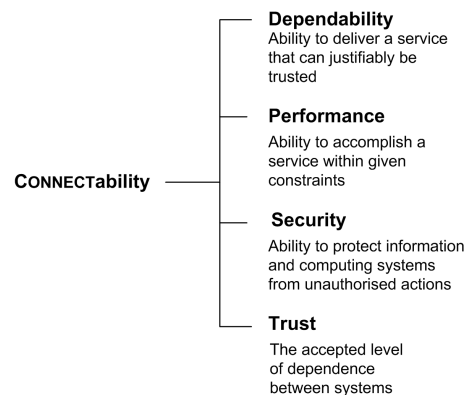 Dependability
Ability to deliver a service
that can justifiably be
trusted
Performance
Ability to accomplish a
service within given
constraints
CONNECTability
Security
Ability to protect information
and computing systems
from unauthorised actions
Trust
The accepted level
of dependence
between systems